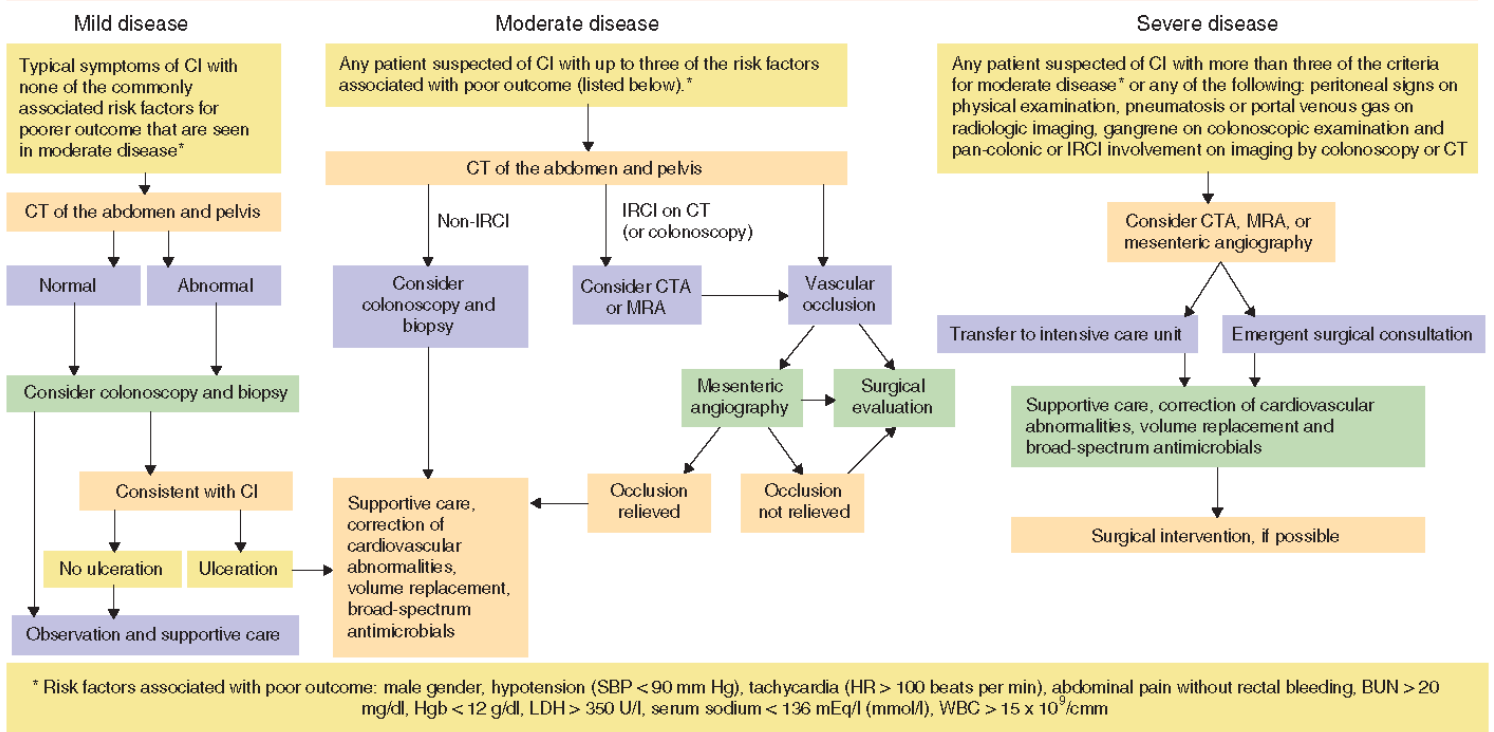 Mild disease
Typical symptoms of CI with
none of the commonly
associated risk factors for
poorer outcome that are seen
in moderate disease*
CT of the abdomen and pelvis
Normal
Abnormal
Consider colonoscopy and biopsy
Consistent with CI
No ulceration
Ulceration
Observation and supportive care
Moderate disease
Any patient suspected of CI with up to three of the risk factors
associated with poor outcome (listed below).*
CT of the abdomen and pelvis
Non-IRCI
IRCI on CT
(or colonoscopy)
Consider
colonoscopy and
biopsy
Consider CTA
or MRA
Vascular
occlusion
Mesenteric
angiography
Surgical
evaluation
Occlusion
relieved
Occlusion
not relieved
Supportive care,
correction of
cardiovascular
abnormalities,
volume replacement,
broad-spectrum
antimicrobials
Severe disease
Any patient suspected of CI with more than three of the criteria
for moderate disease* or any of the following: peritoneal signs on
physical examination, pneumatosis or portal venous gas on
radiologic imaging, gangrene on colonoscopic examination and
pan-colonic or IRCI involvement on imaging by colonoscopy or CT
Consider CTA, MRA, or
mesenteric angiography
Transfer to intensive care unit
Emergent surgical consultation
Supportive care, correction of cardiovascular
abnormalities, volume replacement and
broad-spectrum antimicrobials
Surgical intervention, if possible
* Risk factors associated with poor outcome: male gender, hypotension (SBP < 90 mm Hg), tachycardia (HR > 100 beats per min), abdominal pain without rectal bleeding, BUN > 20
mg/dl, Hgb < 12 g/dl, LDH > 350 U/l, serum sodium < 136 mEq/l (mmol/l), WBC > 15 x 10⁹/cmm